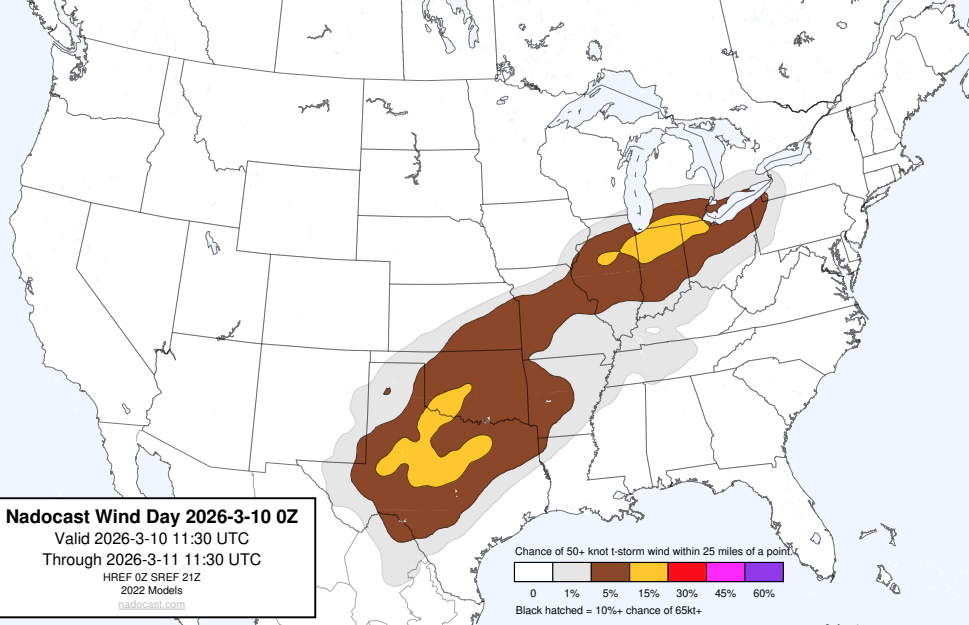 Nadocast Wind Day 2026-3-10 0Z
Valid 2026-3-10 11:30 UTC
Through 2026-3-11 11:30 UTC
HREF 0Z SREF 21Z
2022 Models
nadocast.com
Chance of 50+ knot t-storm wind within 25 miles of a point.
0 1% 5% 15% 30% 45% 60%
Black hatched = 10%+ chance of 65kt+